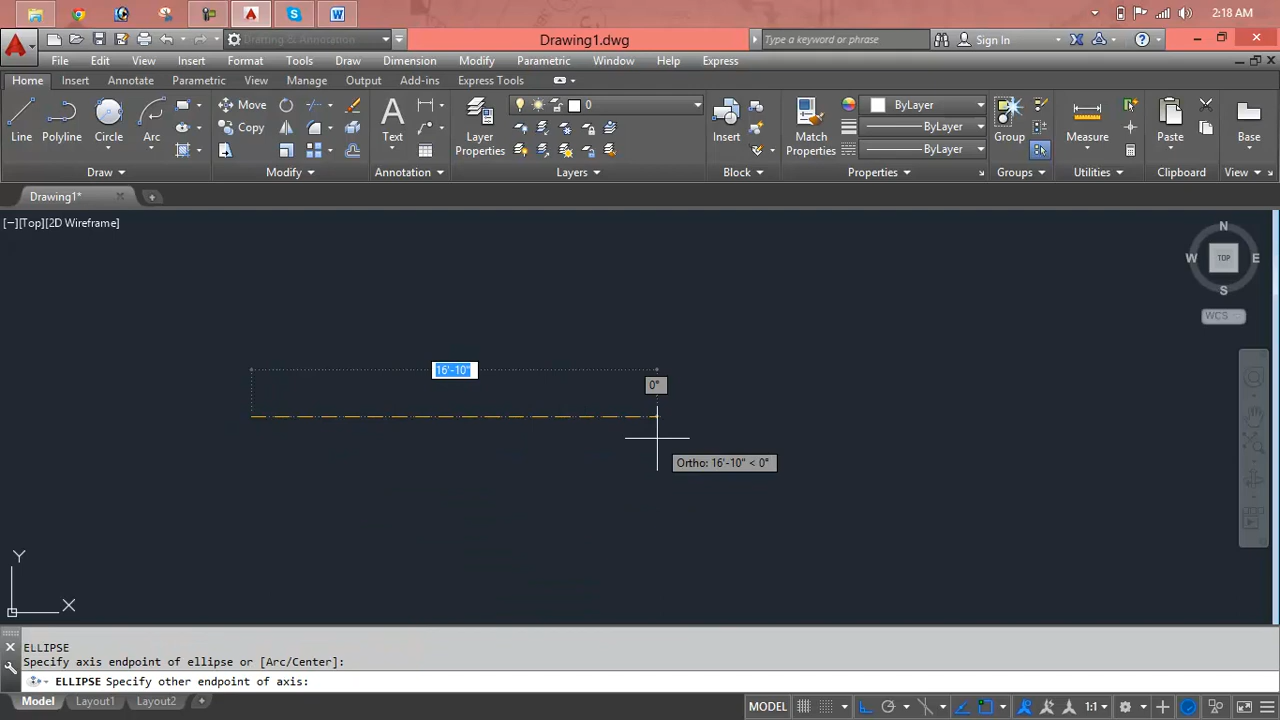 2:18 AM
Drafting & Annotation
Drawing1.dwg
Type a keyword or phrase
Sign In
File Edit View Insert Format Tools Draw Dimension Modify Parametric Window Help Express
Home Insert Annotate Parametric View Manage Output Add-ins Express Tools
Line Polyline Circle Arc
Move
Copy
Text
Layer Properties
0
Insert
Match Properties
ByLayer
ByLayer
ByLayer
Group
Measure
Paste
Base
Draw Modify Annotation Layers Block Properties Groups Utilities Clipboard View
Drawing1*
[−][Top][2D Wireframe]
N
W TOP E
S
WCS
16'-10"
0°
Ortho: 16'-10" < 0°
Y
X
ELLIPSE
Specify axis endpoint of ellipse or [Arc/Center]:
ELLIPSE Specify other endpoint of axis:
Model Layout1 Layout2
MODEL 1:1